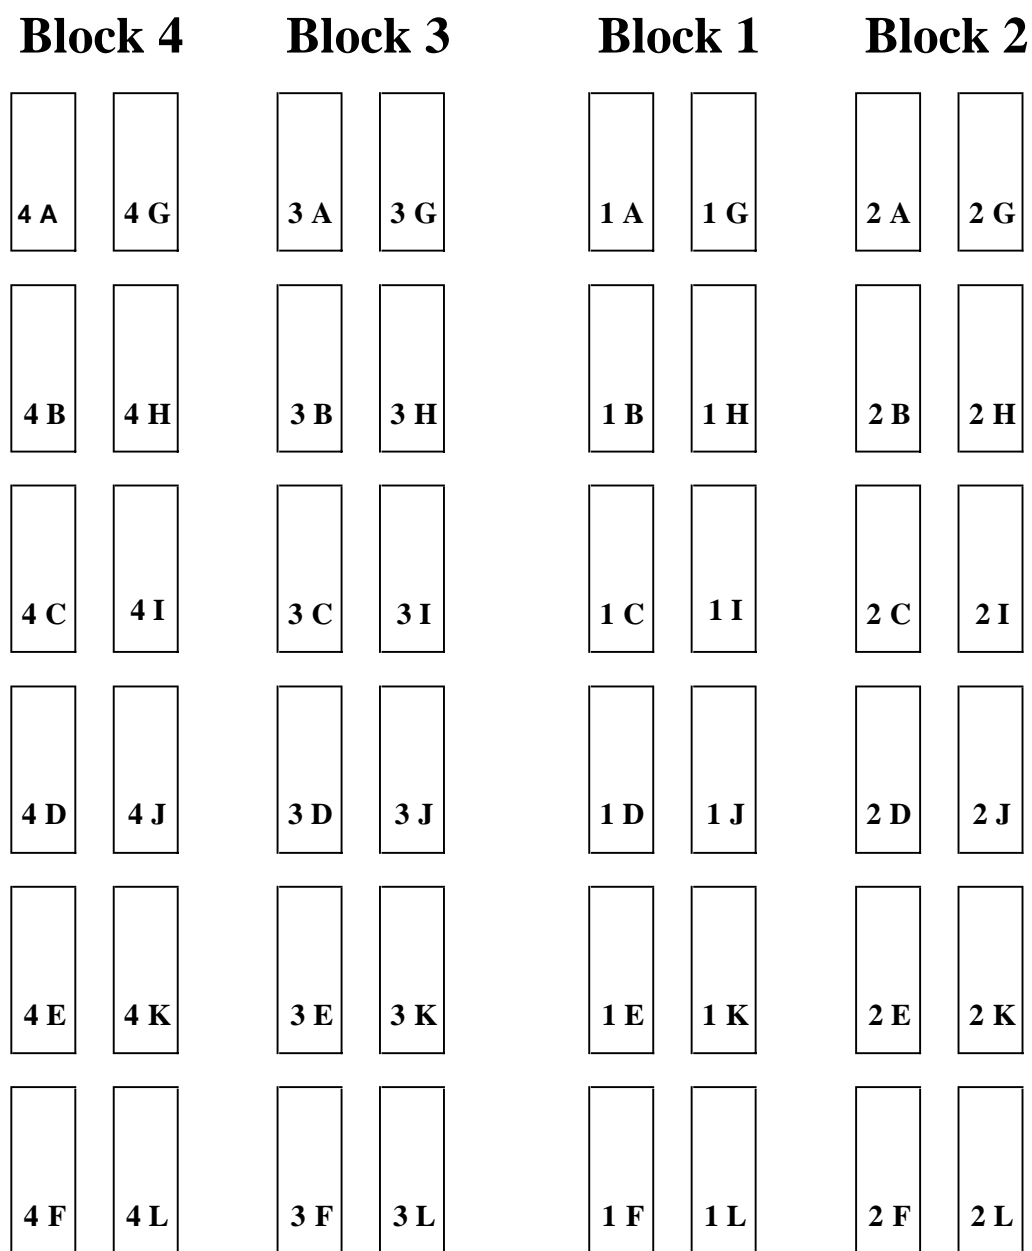 Block 4 Block 3 Block 1 Block 2
4 A 4 G 3 A 3 G 1 A 1 G 2 A 2 G
4 B 4 H 3 B 3 H 1 B 1 H 2 B 2 H
4 C 4 I 3 C 3 I 1 C 1 I 2 C 2 I
4 D 4 J 3 D 3 J 1 D 1 J 2 D 2 J
4 E 4 K 3 E 3 K 1 E 1 K 2 E 2 K
4 F 4 L 3 F 3 L 1 F 1 L 2 F 2 L